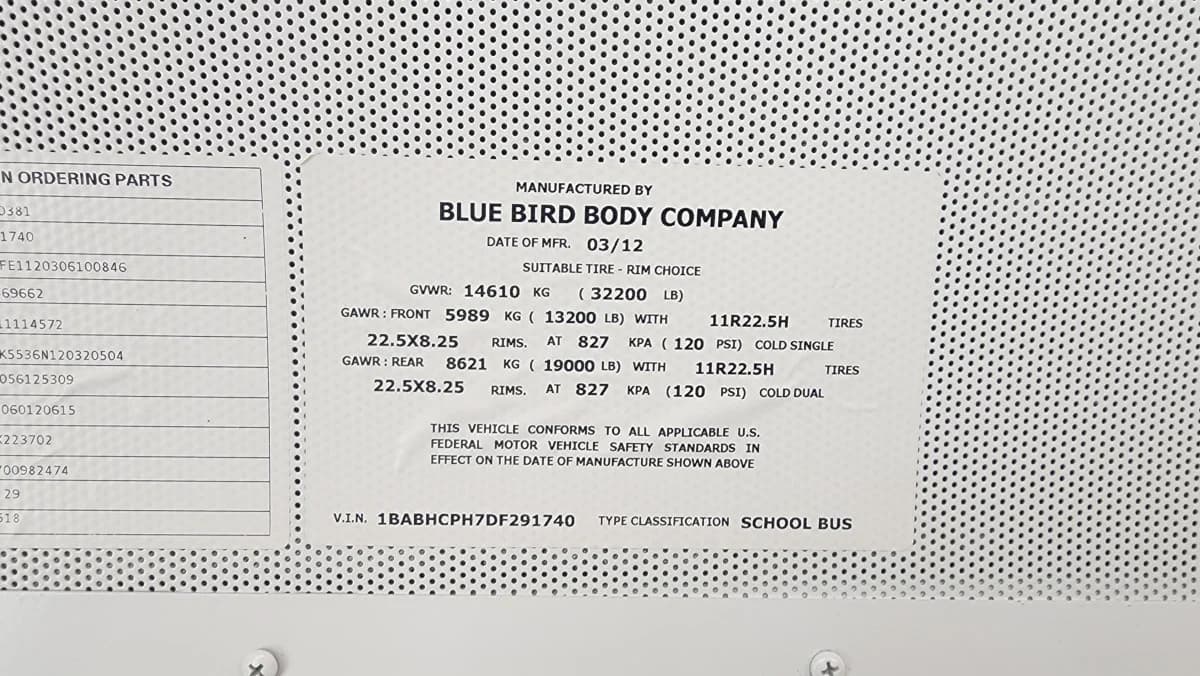 N ORDERING PARTS
0381
1740
FE1120306100846
69662
11114572
K5536N120320504
056125309
060120615
223702
00982474
29
518
MANUFACTURED BY
BLUE BIRD BODY COMPANY
DATE OF MFR. 03/12
SUITABLE TIRE - RIM CHOICE
GVWR: 14610 KG ( 32200 LB)
GAWR : FRONT 5989 KG ( 13200 LB) WITH 11R22.5H TIRES
22.5X8.25 RIMS. AT 827 KPA ( 120 PSI) COLD SINGLE
GAWR : REAR 8621 KG ( 19000 LB) WITH 11R22.5H TIRES
22.5X8.25 RIMS. AT 827 KPA (120 PSI) COLD DUAL
THIS VEHICLE CONFORMS TO ALL APPLICABLE U.S.
FEDERAL MOTOR VEHICLE SAFETY STANDARDS IN
EFFECT ON THE DATE OF MANUFACTURE SHOWN ABOVE
V.I.N. 1BABHCPH7DF291740 TYPE CLASSIFICATION SCHOOL BUS